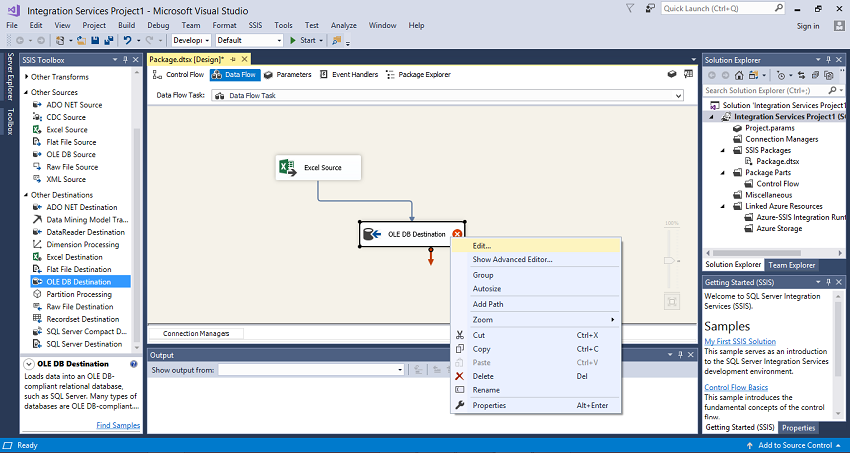 Integration Services Project1 - Microsoft Visual Studio
Quick Launch (Ctrl+Q)
File Edit View Project Build Debug Team Format SSIS Tools Test Analyze Window Help
Sign in
Developi Default Start
Server Explorer
Toolbox
SSIS Toolbox
Other Transforms
Other Sources
ADO NET Source
CDC Source
Excel Source
Flat File Source
OLE DB Source
Raw File Source
XML Source
Other Destinations
ADO NET Destination
Data Mining Model Tra...
DataReader Destination
Dimension Processing
Excel Destination
Flat File Destination
OLE DB Destination
Partition Processing
Raw File Destination
Recordset Destination
SQL Server Compact D...
SQL Server Destination
OLE DB Destination
Loads data into an OLE DB-
compliant relational database,
such as SQL Server. Many types of
databases are OLE DB-compliant....
Find Samples
Package.dtsx [Design]*
Control Flow Data Flow Parameters Event Handlers Package Explorer
Data Flow Task: Data Flow Task
Excel Source
OLE DB Destination
100%
Edit...
Show Advanced Editor...
Group
Autosize
Add Path
Zoom
Cut Ctrl+X
Copy Ctrl+C
Paste Ctrl+V
Delete Del
Rename
Properties Alt+Enter
Connection Managers
Output
Show output from:
Solution Explorer
Search Solution Explorer (Ctrl+;)
Solution 'Integration Services Project1
Integration Services Project1 (S
Project.params
Connection Managers
SSIS Packages
Package.dtsx
Package Parts
Control Flow
Miscellaneous
Linked Azure Resources
Azure-SSIS Integration Runt
Azure Storage
Solution Explorer Team Explorer
Getting Started (SSIS)
Welcome to SQL Server Integration
Services (SSIS).
Samples
My First SSIS Solution
This sample serves as an introduction
to the SQL Server Integration Services
development environment.
Control Flow Basics
This sample introduces the
fundamental concepts of the control
flow.
Getting Started (SSIS) Properties
Ready
Add to Source Control